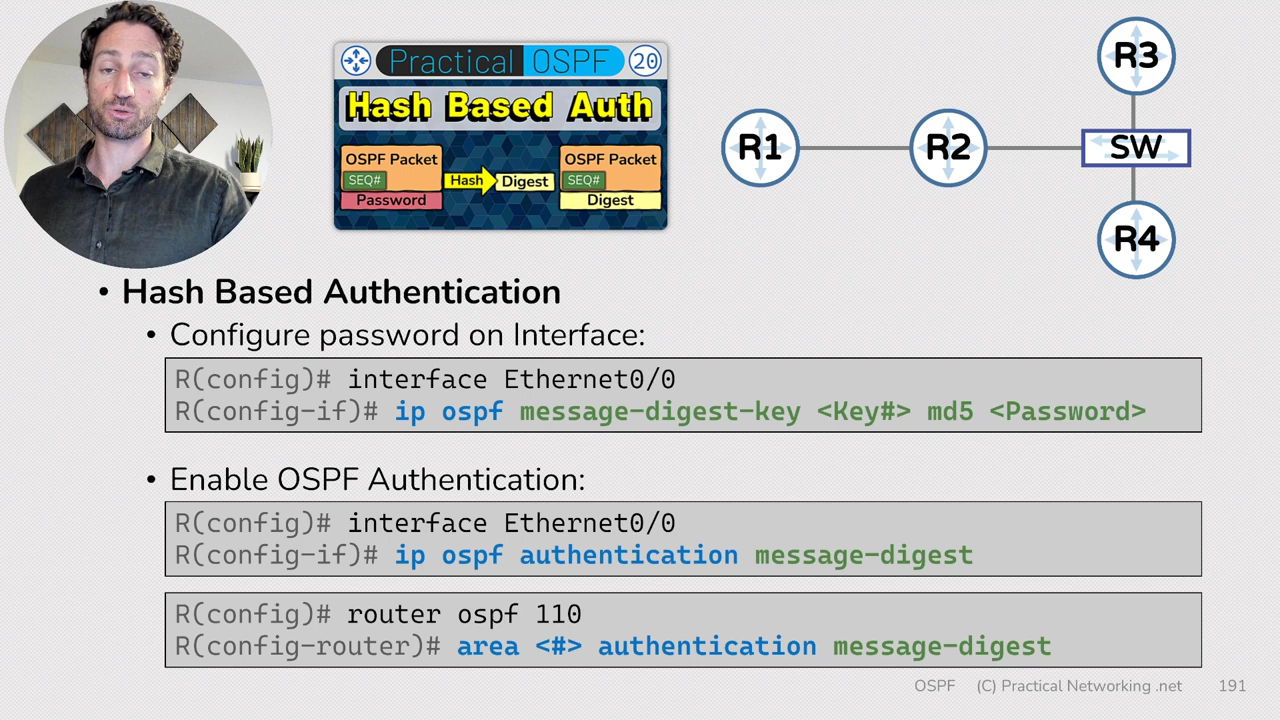 Practical OSPF 20
Hash Based Auth
OSPF Packet
SEQ#
Password
Hash
Digest
OSPF Packet
SEQ#
Digest
R1
R2
R3
SW
R4
• Hash Based Authentication
• Configure password on Interface:
R(config)# interface Ethernet0/0
R(config-if)# ip ospf message-digest-key <Key#> md5 <Password>
• Enable OSPF Authentication:
R(config)# interface Ethernet0/0
R(config-if)# ip ospf authentication message-digest
R(config)# router ospf 110
R(config-router)# area <#> authentication message-digest
OSPF (C) Practical Networking .net 191